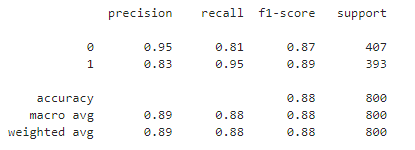 precision recall f1-score support
0 0.95 0.81 0.87 407
1 0.83 0.95 0.89 393
accuracy 0.88 800
macro avg 0.89 0.88 0.88 800
weighted avg 0.89 0.88 0.88 800